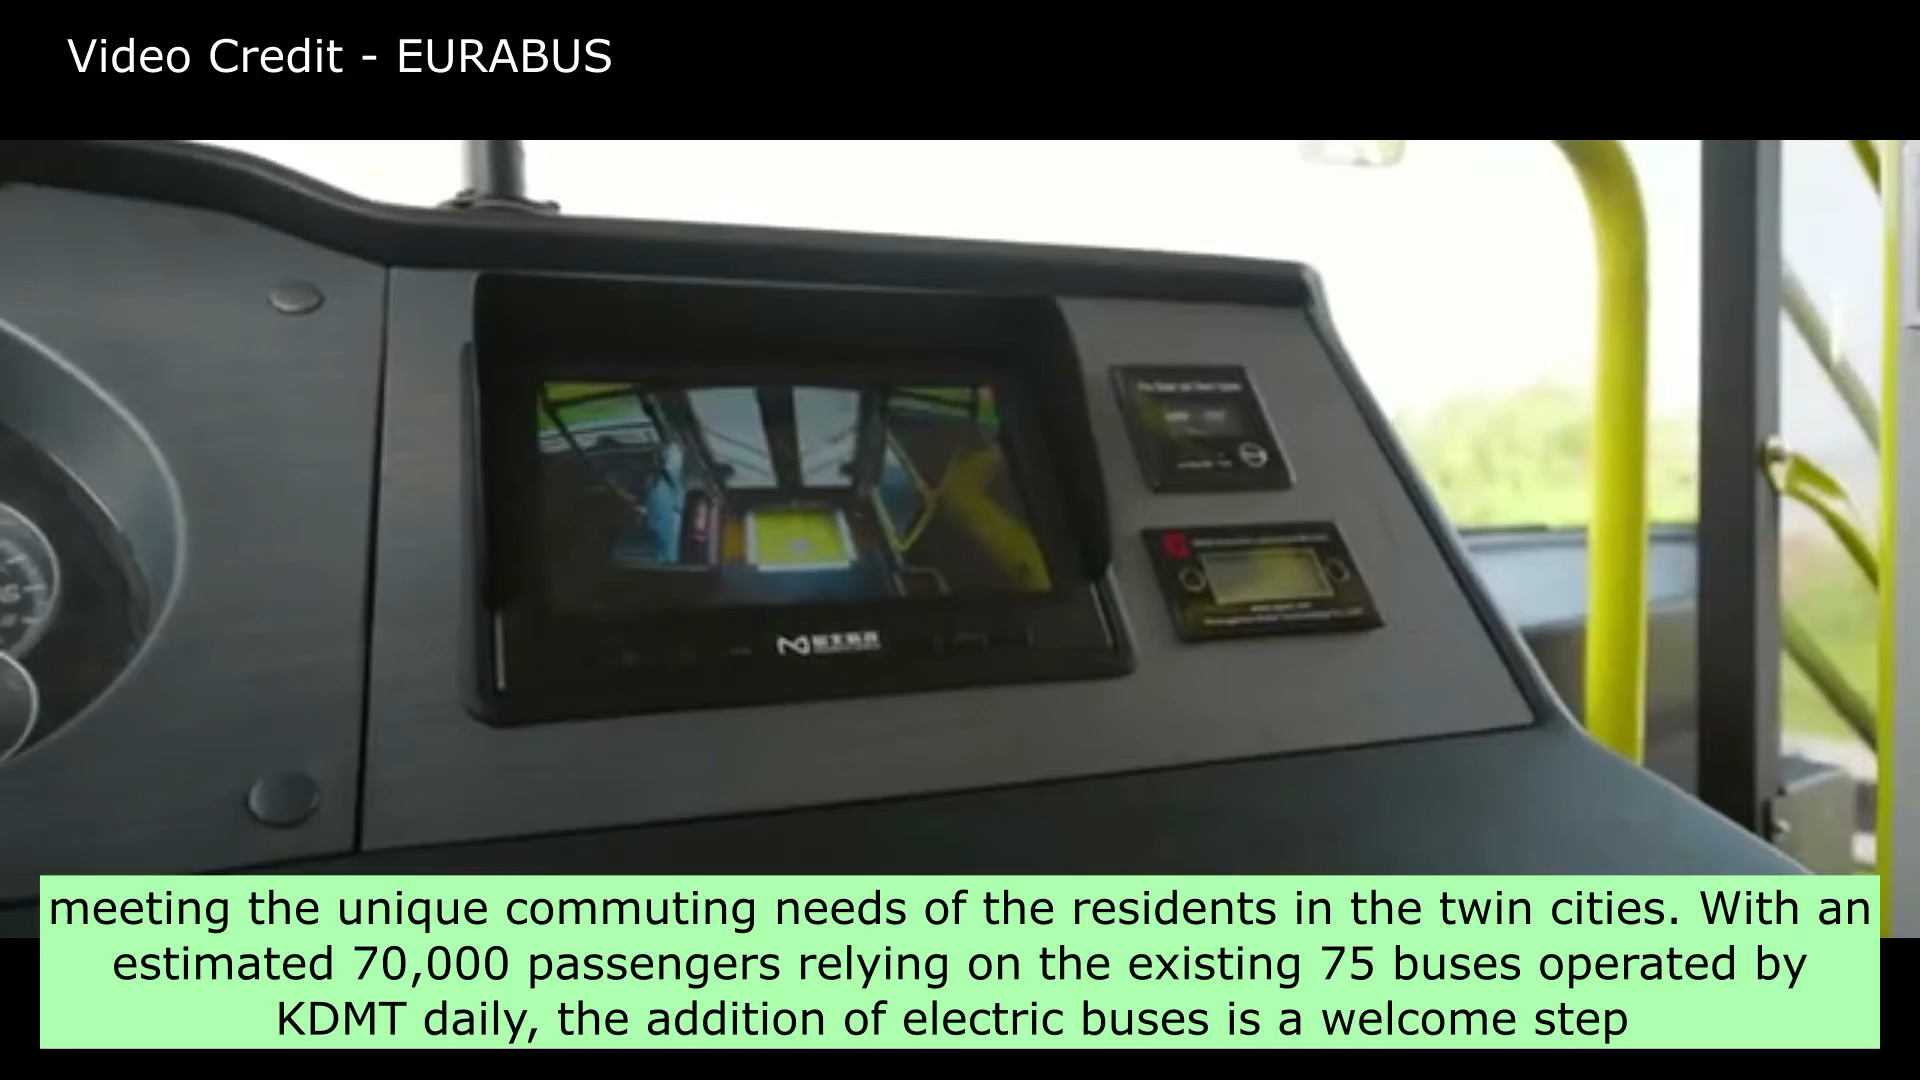 Video Credit - EURABUS
meeting the unique commuting needs of the residents in the twin cities. With an
estimated 70,000 passengers relying on the existing 75 buses operated by
KDMT daily, the addition of electric buses is a welcome step